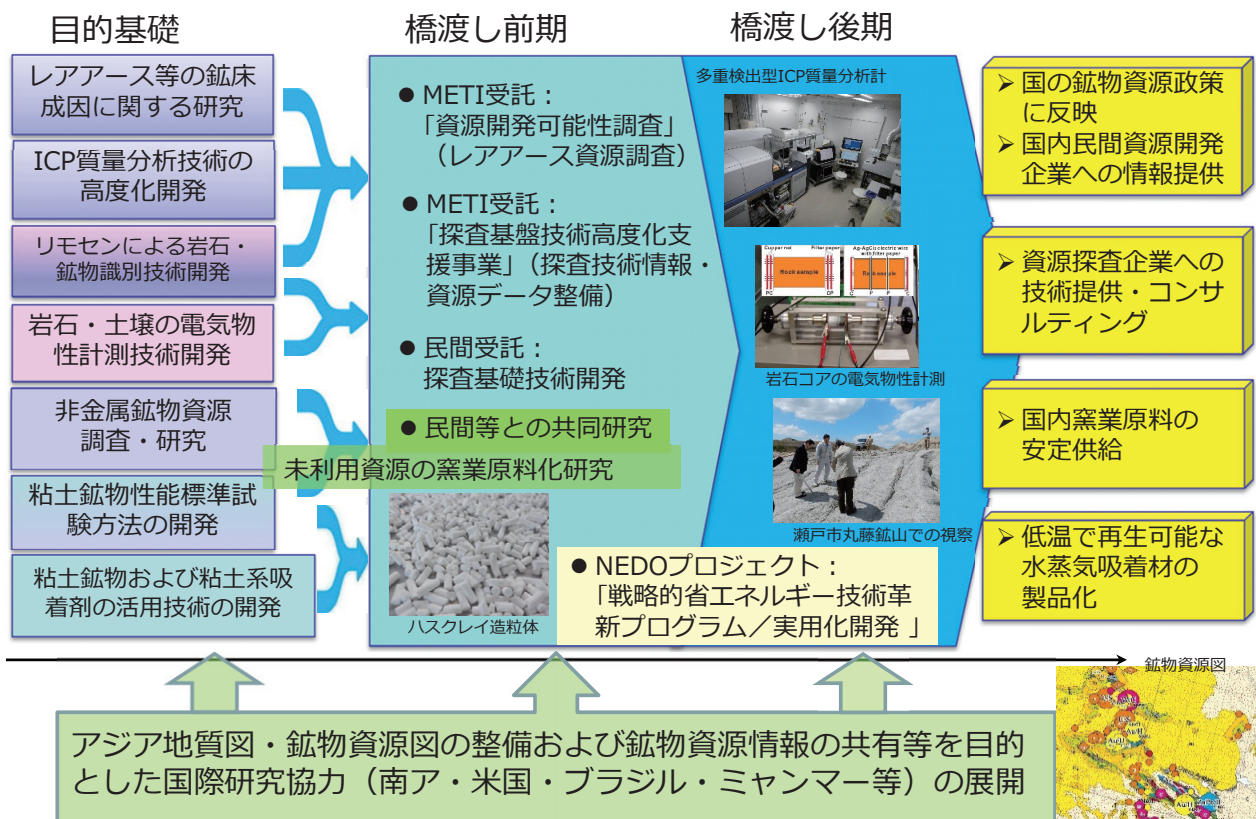 目的基礎
橋渡し前期
橋渡し後期
レアアース等の鉱床
成因に関する研究
ICP質量分析技術の
高度化開発
リモセンによる岩石・
鉱物識別技術開発
岩石・土壌の電気物
性計測技術開発
非金属鉱物資源
調査・研究
粘土鉱物性能標準試
験方法の開発
粘土鉱物および粘土系吸
着剤の活用技術の開発
● METI受託：
「資源開発可能性調査」
（レアアース資源調査）
● METI受託：
「探査基盤技術高度化支
援事業」（探査技術情報・
資源データ整備）
● 民間受託：
探査基礎技術開発
● 民間等との共同研究
未利用資源の窯業原料化研究
ハスクレイ造粒体
多重検出型ICP質量分析計
Cupper net
Filter paper
Ag-AgCl electric wire
with filter paper
Rock sample
Rock sample
岩石コアの電気物性計測
瀬戸市丸藤鉱山での視察
● NEDOプロジェクト：
「戦略的省エネルギー技術革
新プログラム／実用化開発 」
➢ 国の鉱物資源政策
に反映
➢ 国内民間資源開発
企業への情報提供
➢ 資源探査企業への
技術提供・コンサ
ルティング
➢ 国内窯業原料の
安定供給
➢ 低温で再生可能な
水蒸気吸着材の
製品化
鉱物資源図
アジア地質図・鉱物資源図の整備および鉱物資源情報の共有等を目的
とした国際研究協力（南ア・米国・ブラジル・ミャンマー等）の展開